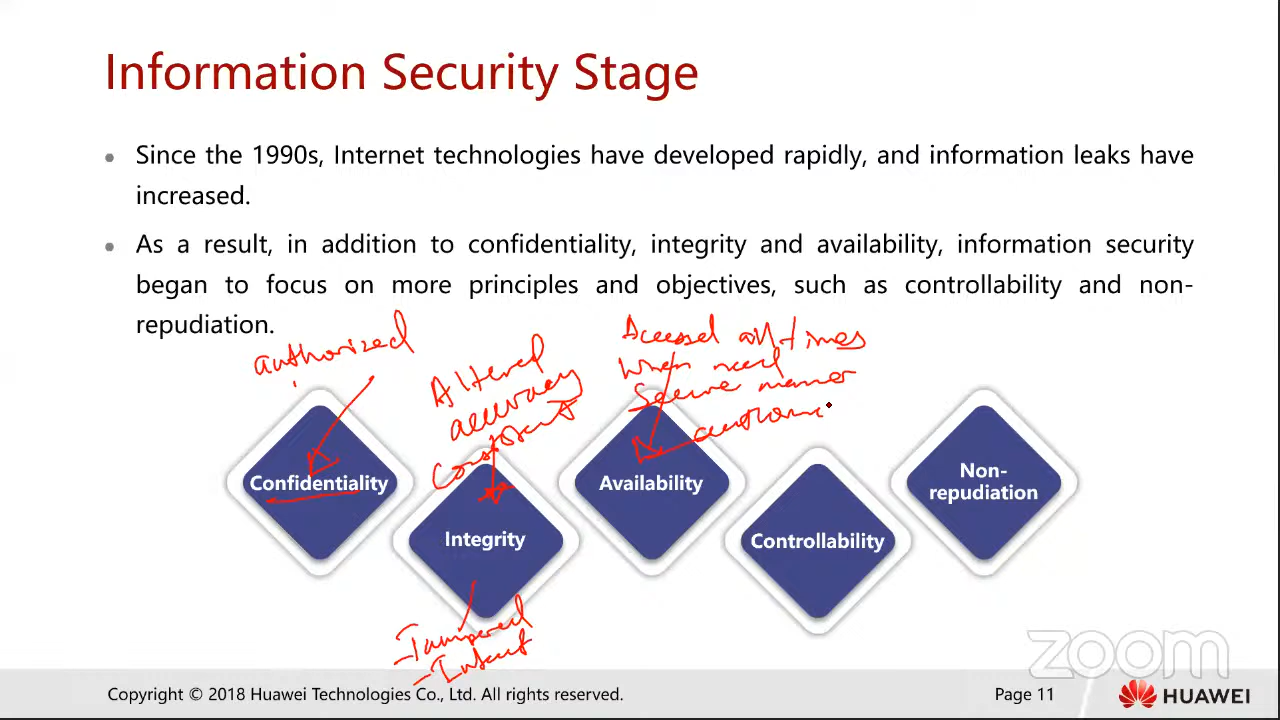 Information Security Stage
Since the 1990s, Internet technologies have developed rapidly, and information leaks have
increased.
As a result, in addition to confidentiality, integrity and availability, information security
began to focus on more principles and objectives, such as controllability and non-
repudiation.
authorized
Altered
accuracy
Consistent
Accessed all times
When need
Secure manner
Confidentiality
Integrity
Availability
Controllability
Non-
repudiation
-Tampered
-Intact
zoom
Copyright © 2018 Huawei Technologies Co., Ltd. All rights reserved.
Page 11
HUAWEI